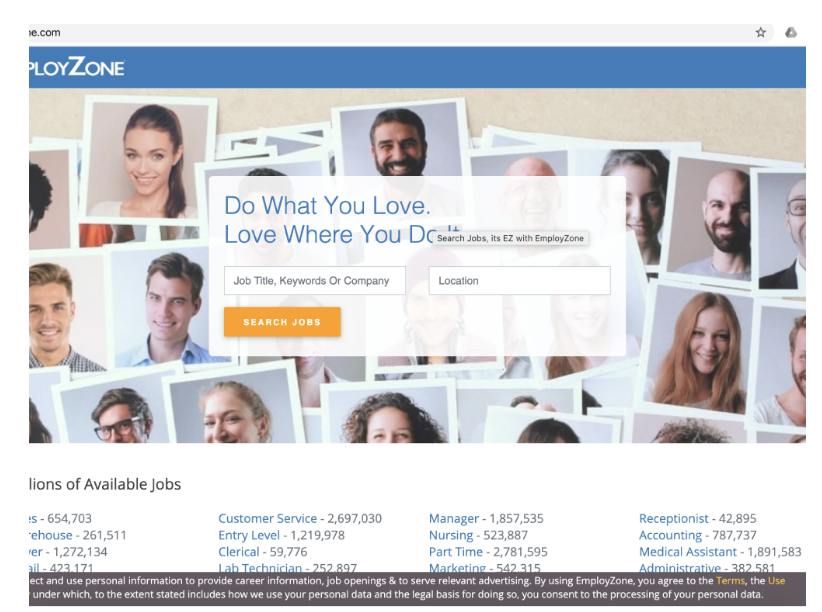 ne.com
PLOYZONE
Do What You Love.
Love Where You Do It
Search Jobs, its EZ with EmployZone
Job Title, Keywords Or Company
Location
SEARCH JOBS
lions of Available Jobs
es - 654,703
Customer Service - 2,697,030
Manager - 1,857,535
Receptionist - 42,895
rehouse - 261,511
Entry Level - 1,219,978
Nursing - 523,887
Accounting - 787,737
ver - 1,272,134
Clerical - 59,776
Part Time - 2,781,595
Medical Assistant - 1,891,583
ail - 423,171
Lab Technician - 252,897
Marketing - 542,315
Administrative - 382,581
ect and use personal information to provide career information, job openings & to serve relevant advertising. By using EmployZone, you agree to the Terms, the Use
under which, to the extent stated includes how we use your personal data and the legal basis for doing so, you consent to the processing of your personal data.